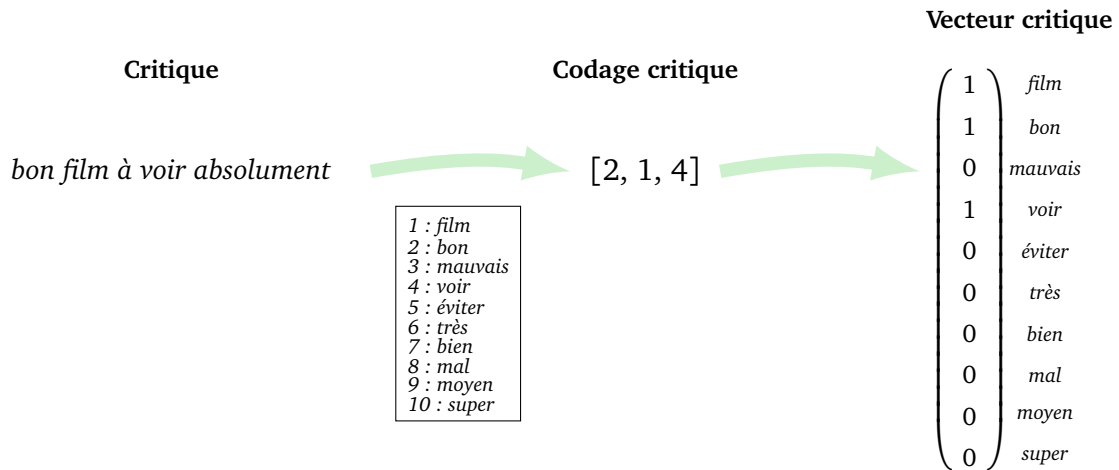 Critique
bon film à voir absolument
Codage critique
[2, 1, 4]
1 : film
2 : bon
3 : mauvais
4 : voir
5 : éviter
6 : très
7 : bien
8 : mal
9 : moyen
10 : super
Vecteur critique
1 film
1 bon
0 mauvais
1 voir
0 éviter
0 très
0 bien
0 mal
0 moyen
0 super